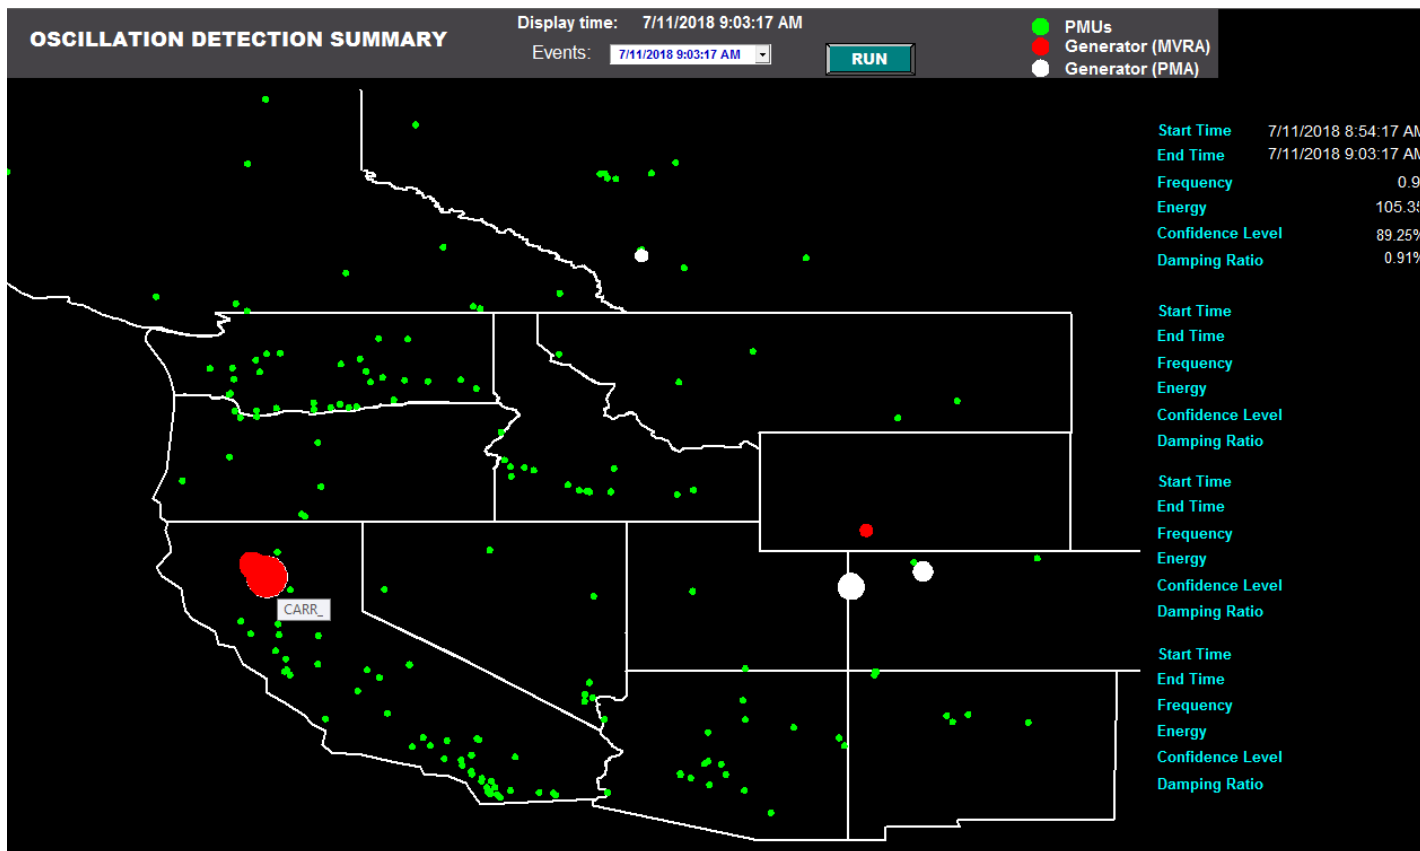 OSCILLATION DETECTION SUMMARY
Display time: 7/11/2018 9:03:17 AM
Events: 7/11/2018 9:03:17 AM
RUN
PMUs
Generator (MVRA)
Generator (PMA)
Start Time 7/11/2018 8:54:17 AM
End Time 7/11/2018 9:03:17 AM
Frequency 0.9
Energy 105.35
Confidence Level 89.25%
Damping Ratio 0.91%
Start Time
End Time
Frequency
Energy
Confidence Level
Damping Ratio
Start Time
End Time
Frequency
Energy
Confidence Level
Damping Ratio
CARR_
Start Time
End Time
Frequency
Energy
Confidence Level
Damping Ratio